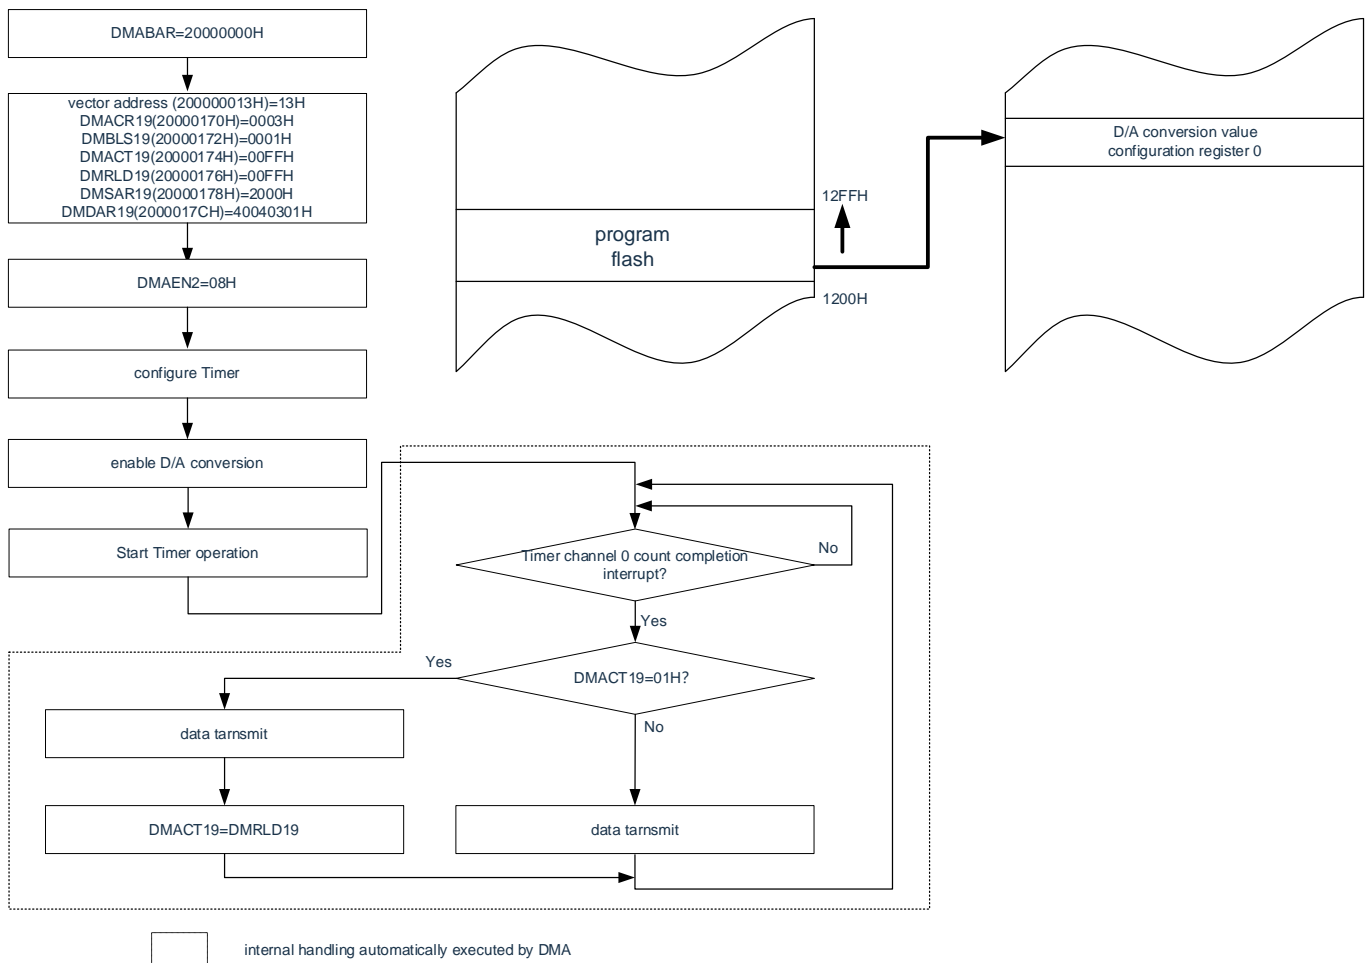 DMABAR=20000000H
vector address (200000013H)=13H
DMACR19(20000170H)=0003H
DMBLS19(20000172H)=0001H
DMACT19(20000174H)=00FFH
DMRLD19(20000176H)=00FFH
DMSAR19(20000178H)=2000H
DMDAR19(2000017CH)=40040301H
DMAEN2=08H
configure Timer
enable D/A conversion
Start Timer operation
12FFH
program
flash
1200H
D/A conversion value
configuration register 0
Timer channel 0 count completion
interrupt?
No
Yes
DMACT19=01H?
Yes
No
data tarnsmit
DMACT19=DMRLD19
data tarnsmit
internal handling automatically executed by DMA